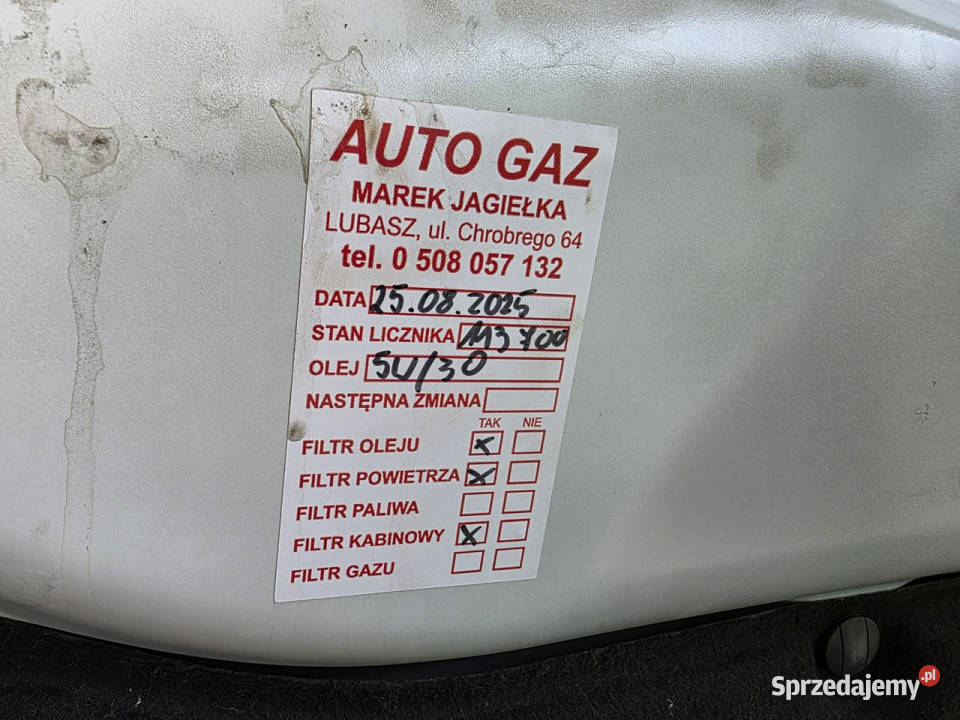 AUTO GAZ
MAREK JAGIEŁKA
LUBASZ, ul. Chrobrego 64
tel. 0 508 057 132
DATA 25.08.2025
STAN LICZNIKA 113 700
OLEJ 5W/30
NASTĘPNA ZMIANA
TAK NIE
FILTR OLEJU X
FILTR POWIETRZA X
FILTR PALIWA
FILTR KABINOWY X
FILTR GAZU
Sprzedajemy.pl